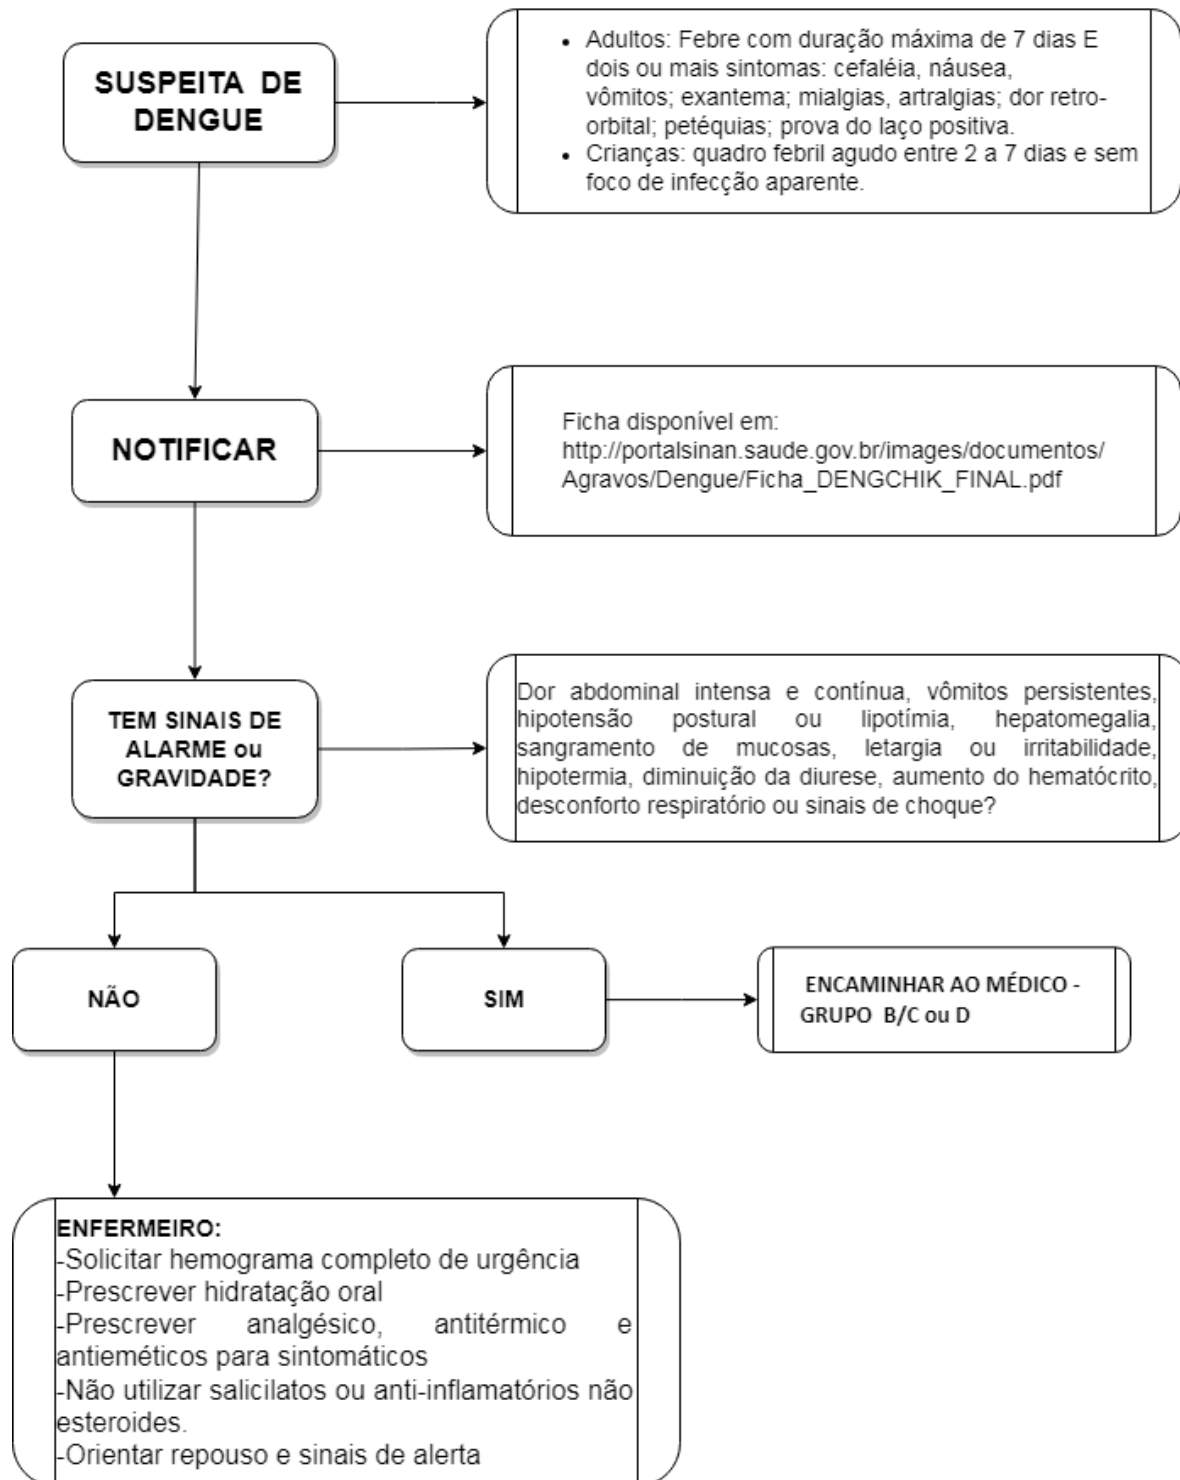 SUSPEITA DE
DENGUE
• Adultos: Febre com duração máxima de 7 dias E
dois ou mais sintomas: cefaléia, náusea,
vômitos; exantema; mialgias, artralgias; dor retro-
orbital; petéquias; prova do laço positiva.
• Crianças: quadro febril agudo entre 2 a 7 dias e sem
foco de infecção aparente.
NOTIFICAR
Ficha disponível em:
http://portalsinan.saude.gov.br/images/documentos/
Agravos/Dengue/Ficha_DENGCHIK_FINAL.pdf
TEM SINAIS DE
ALARME ou
GRAVIDADE?
Dor abdominal intensa e contínua, vômitos persistentes,
hipotensão postural ou lipotímia, hepatomegalia,
sangramento de mucosas, letargia ou irritabilidade,
hipotermia, diminuição da diurese, aumento do hematócrito,
desconforto respiratório ou sinais de choque?
NÃO
SIM
ENCAMINHAR AO MÉDICO -
GRUPO B/C ou D
ENFERMEIRO:
-Solicitar hemograma completo de urgência
-Prescrever hidratação oral
-Prescrever analgésico, antitérmico e
antieméticos para sintomáticos
-Não utilizar salicilatos ou anti-inflamatórios não
esteroides.
-Orientar repouso e sinais de alerta